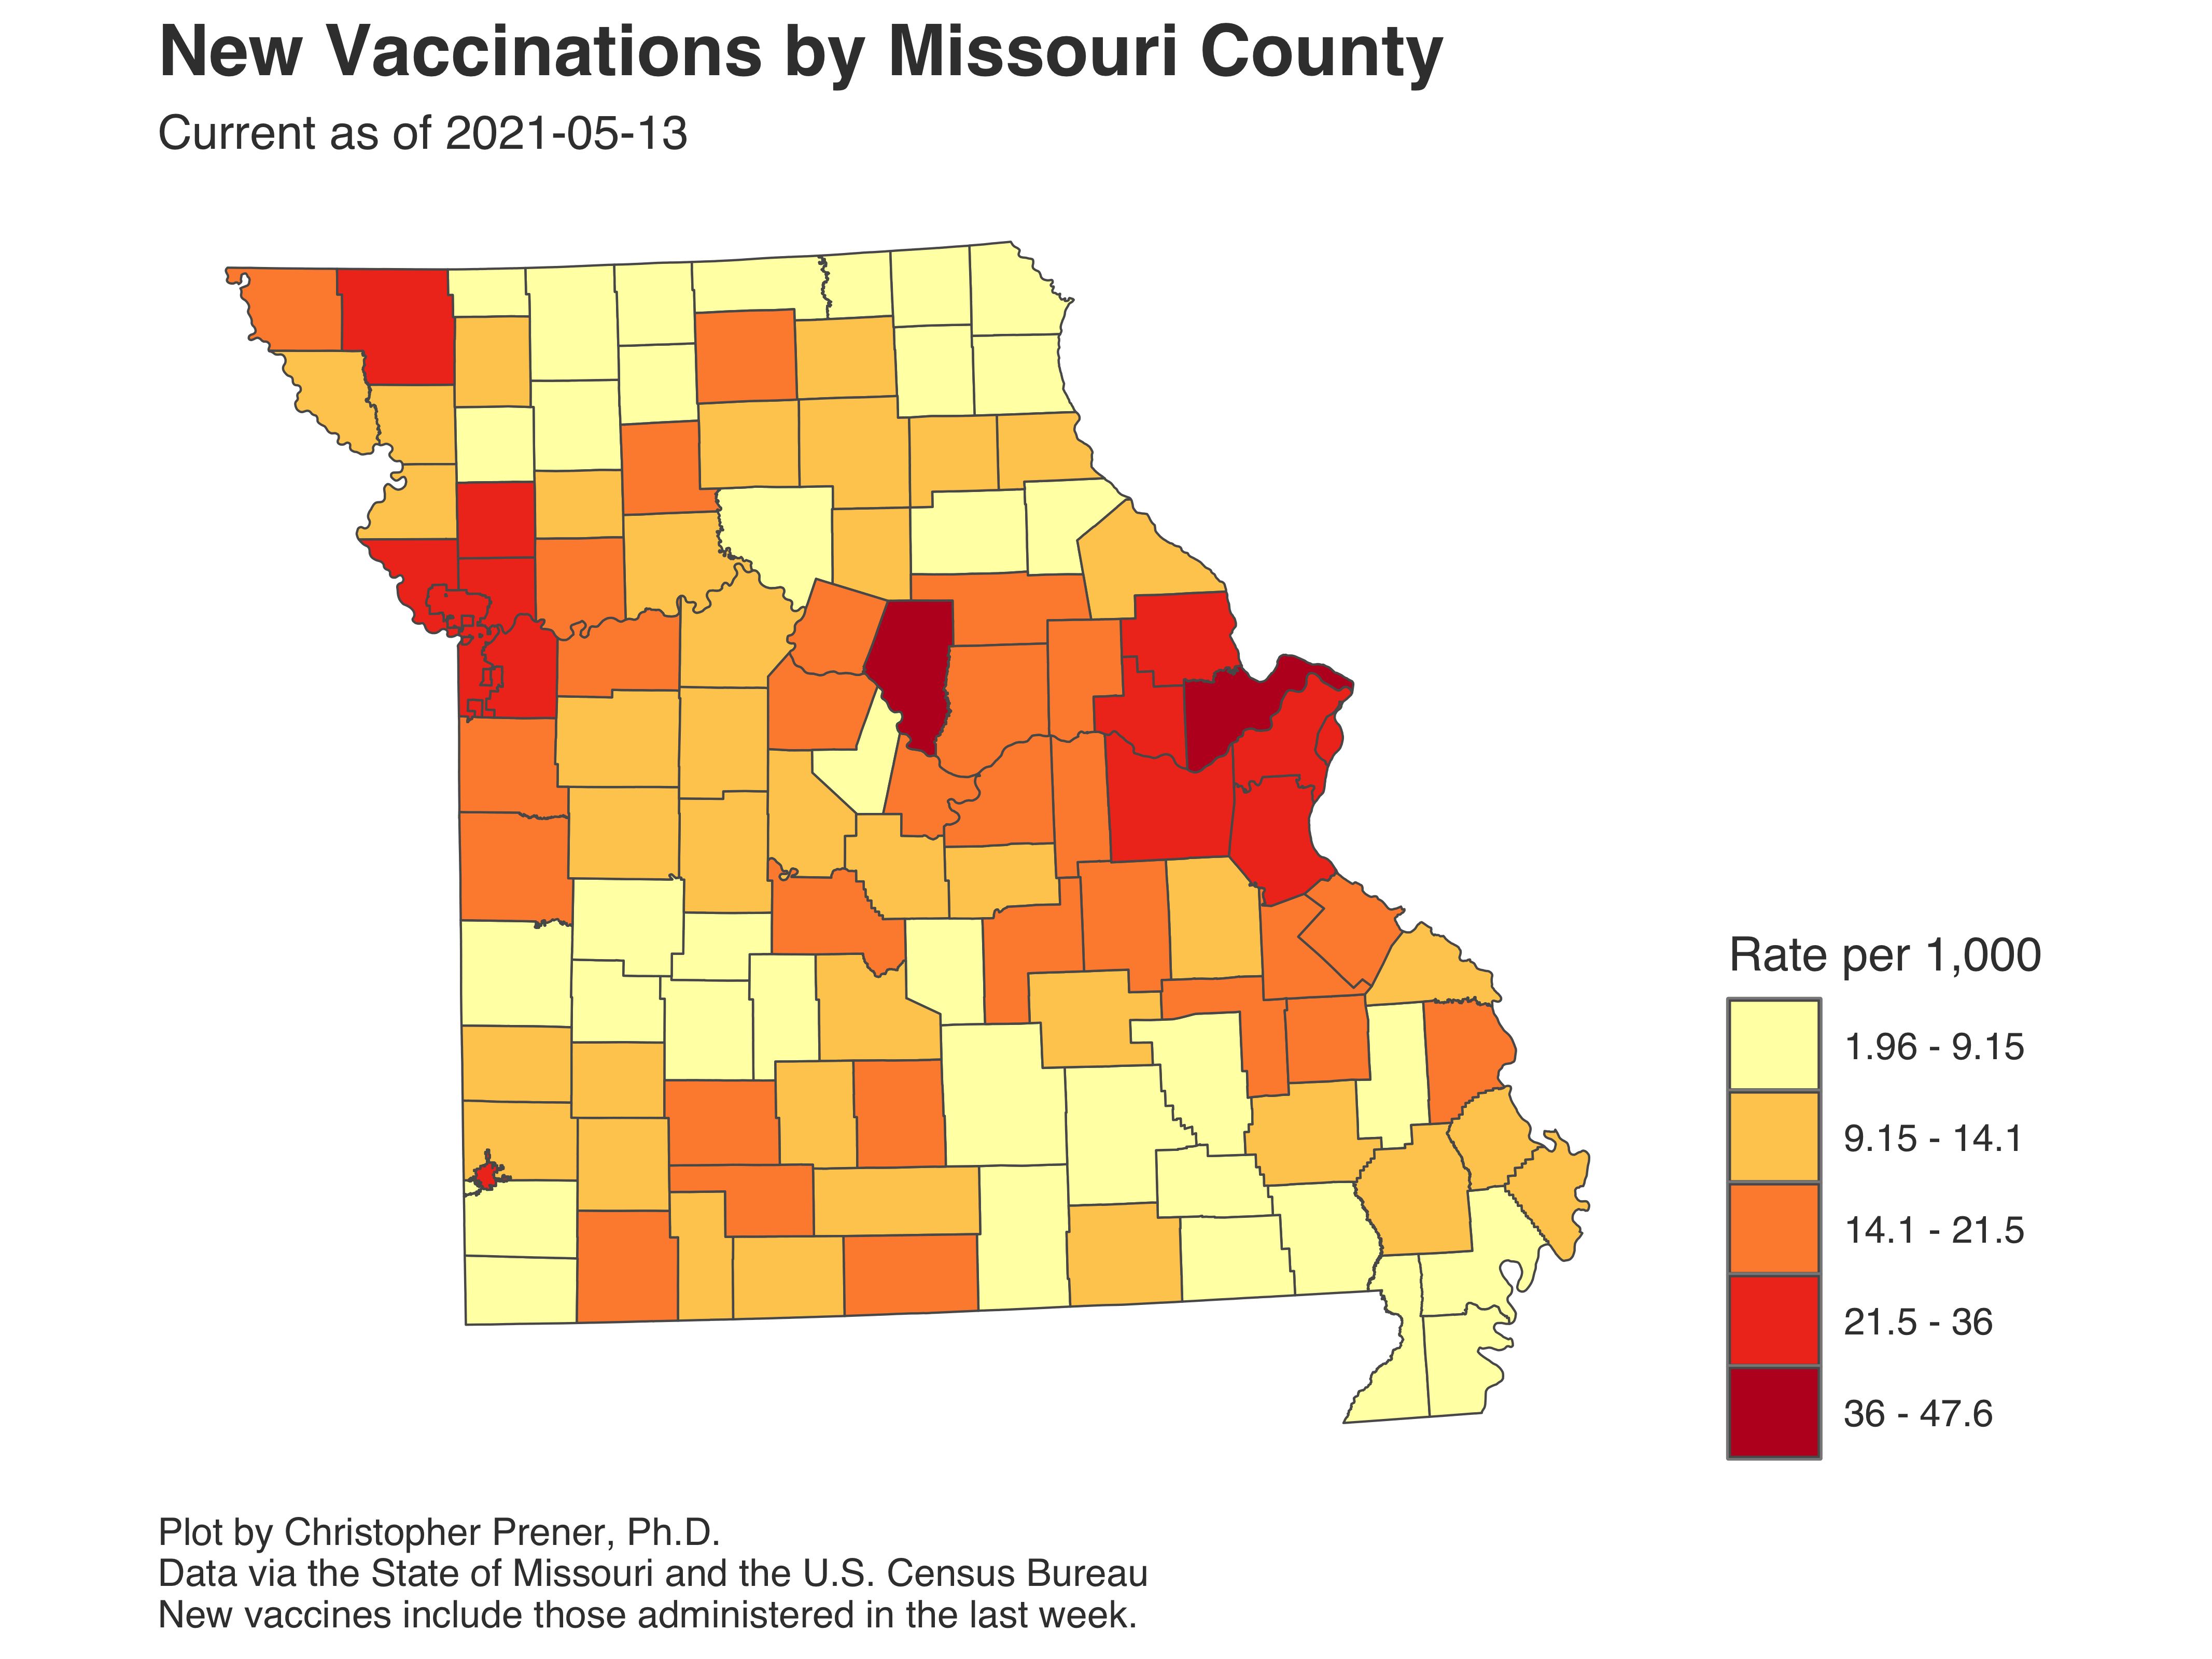 New Vaccinations by Missouri County
Current as of 2021-05-13
Rate per 1,000
1.96 - 9.15
9.15 - 14.1
14.1 - 21.5
21.5 - 36
36 - 47.6
Plot by Christopher Prener, Ph.D.
Data via the State of Missouri and the U.S. Census Bureau
New vaccines include those administered in the last week.